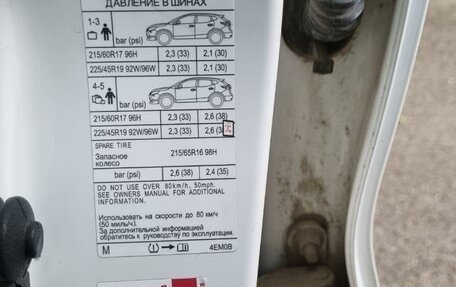 ДАВЛЕНИЕ В ШИНАХ
1-3
bar (psi)
215/60R17 96H 2,3 (33) 2,1 (30)
225/45R19 92W/96W 2,3 (33) 2,1 (30)
4-5
bar (psi)
215/60R17 96H 2,3 (33) 2,6 (38)
225/45R19 92W/96W 2,3 (33) 2,6
SPARE TIRE
Запасное колесо
215/65R16 98H
2,6 (38) 2,4 (35)
DO NOT USE OVER 80km/h, 50mph.
SEE OWNERS MANUAL FOR ADDITIONAL
INFORMATION.
Использовать на скорости до 80 км/ч
(50 миль/ч).
За дополнительной информацией
обратитесь к руководству по эксплуатации.
M 4EM0B